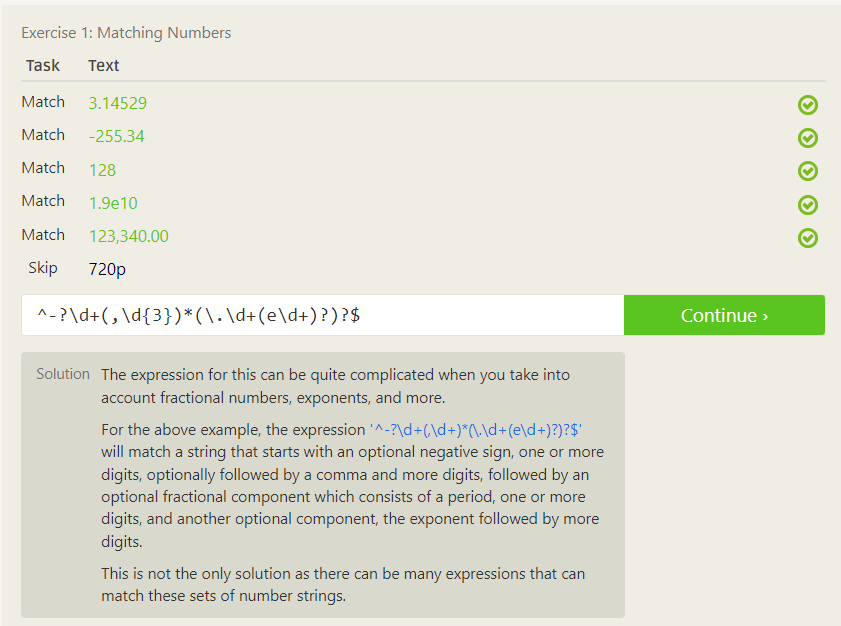 Exercise 1: Matching Numbers
Task Text
Match 3.14529
Match -255.34
Match 128
Match 1.9e10
Match 123,340.00
Skip 720p
^-?\d+(,\d{3})*(\.\d+(e\d+)?)?$ Continue ›
Solution The expression for this can be quite complicated when you take into
account fractional numbers, exponents, and more.
For the above example, the expression '^-?\d+(,\d+)*(\.\d+(e\d+)?)?$'
will match a string that starts with an optional negative sign, one or more
digits, optionally followed by a comma and more digits, followed by an
optional fractional component which consists of a period, one or more
digits, and another optional component, the exponent followed by more
digits.
This is not the only solution as there can be many expressions that can
match these sets of number strings.